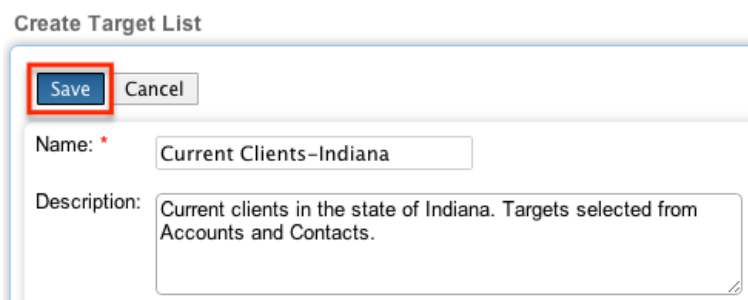 Create Target List
Save Cancel
Name: * Current Clients-Indiana
Description: Current clients in the state of Indiana. Targets selected from
Accounts and Contacts.